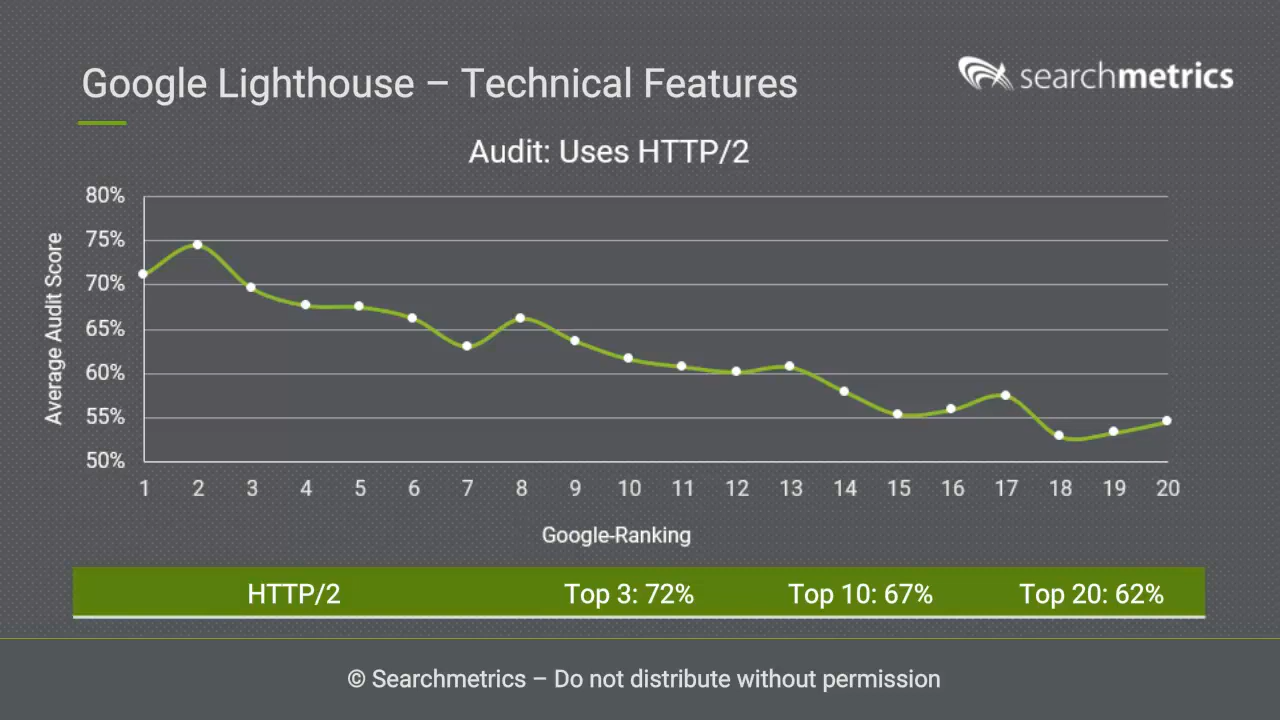 Google Lighthouse – Technical Features
searchmetrics
Audit: Uses HTTP/2
Average Audit Score
80%
75%
70%
65%
60%
55%
50%
1 2 3 4 5 6 7 8 9 10 11 12 13 14 15 16 17 18 19 20
Google-Ranking
HTTP/2 Top 3: 72% Top 10: 67% Top 20: 62%
© Searchmetrics – Do not distribute without permission